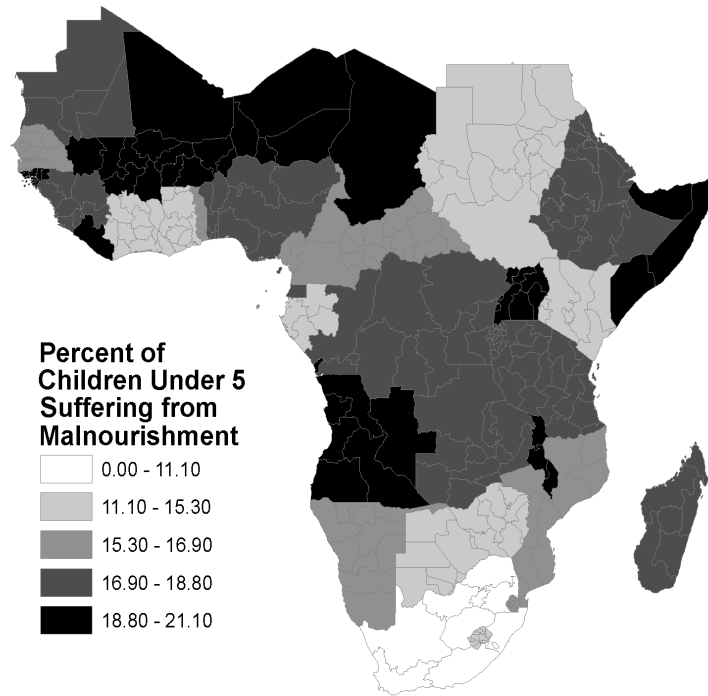 Percent of
Children Under 5
Suffering from
Malnourishment
0.00 - 11.10
11.10 - 15.30
15.30 - 16.90
16.90 - 18.80
18.80 - 21.10